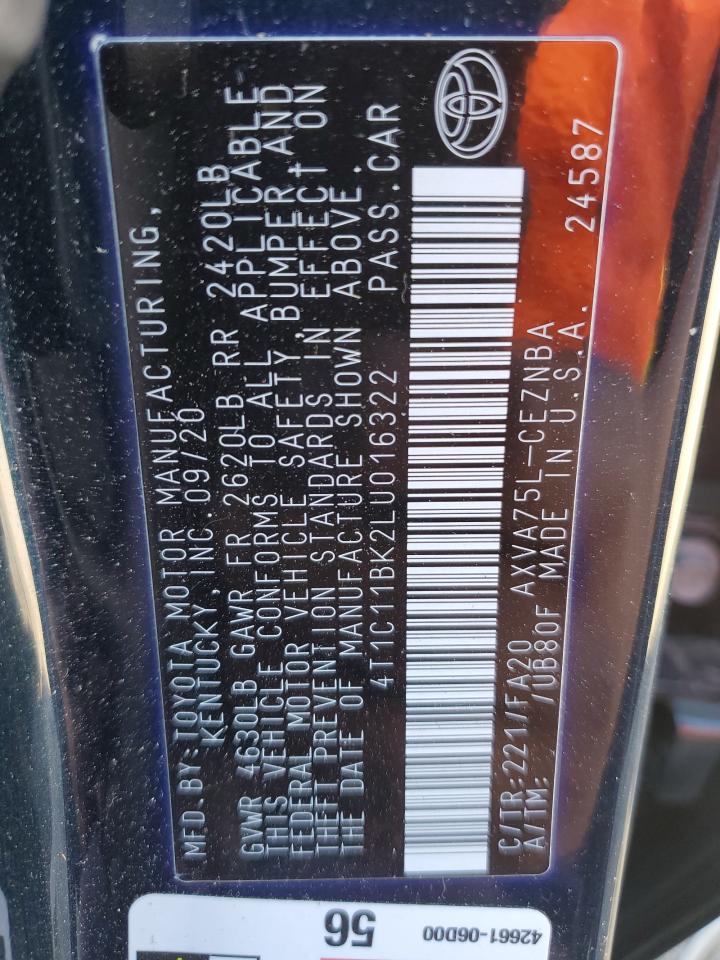 MFD.BY:TOYOTA MOTOR MANUFACTURING,
KENTUCKY,INC.09/20
GVWR 4630LB GAWR FR 2620LB RR 2420LB
THIS VEHICLE CONFORMS TO ALL APPLICABLE
FEDERAL MOTOR VEHICLE SAFETY,BUMPER,AND
THEFT PREVENTION STANDARDS IN EFFECT ON
THE DATE OF MANUFACTURE SHOWN ABOVE.
4T1C11BK2LU016322 PASS.CAR
C/TR:221/FA20 AXVA75L-CEZNBA
A/TM: /UB80F MADE IN U.S.A. 24587
56
42661-06D00